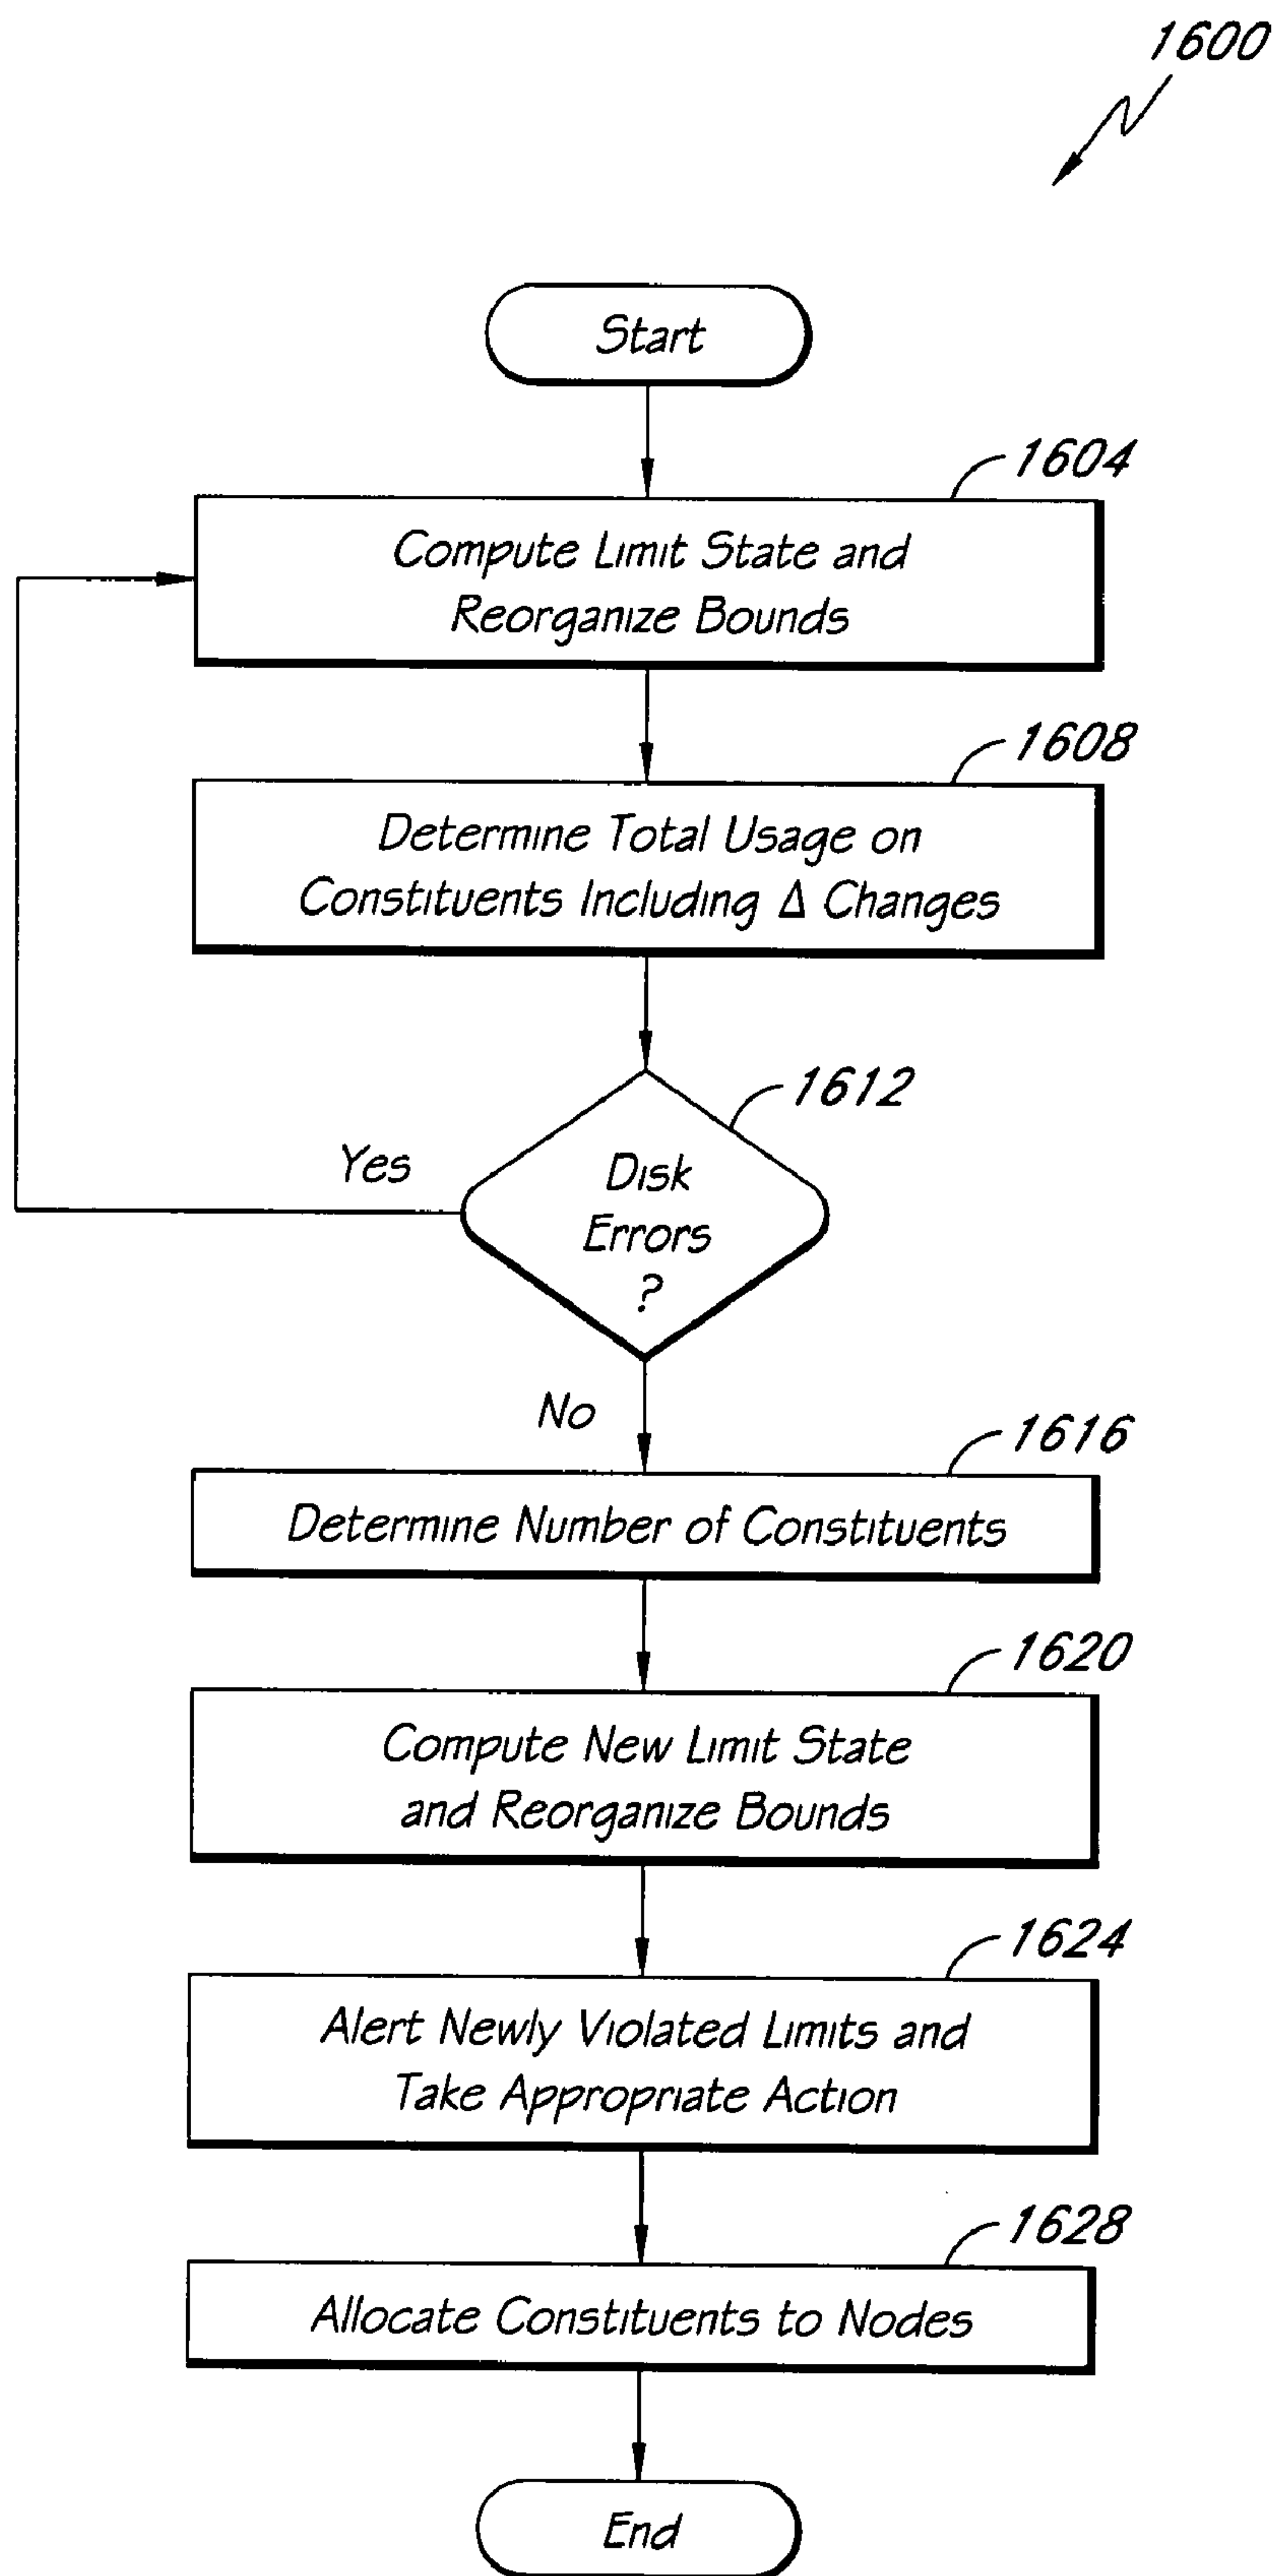 1600
Start
1604
Compute Limit State and
Reorganize Bounds
1608
Determine Total Usage on
Constituents Including Δ Changes
1612
Yes
Disk
Errors
?
No
1616
Determine Number of Constituents
1620
Compute New Limit State
and Reorganize Bounds
1624
Alert Newly Violated Limits and
Take Appropriate Action
1628
Allocate Constituents to Nodes
End